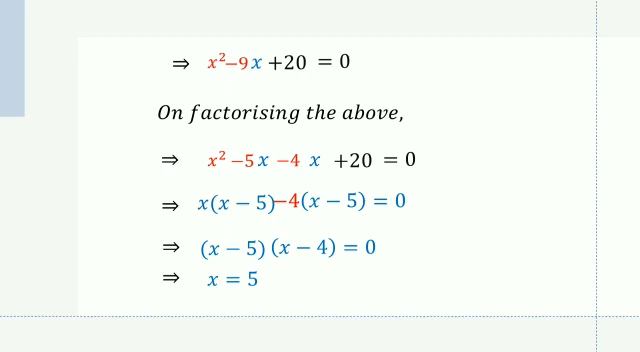 ⇒ x²−9x +20 = 0
On factorising the above,
⇒ x² −5x −4 x +20 = 0
⇒ x(x − 5)−4(x − 5) = 0
⇒ (x − 5) (x − 4) = 0
⇒ x = 5